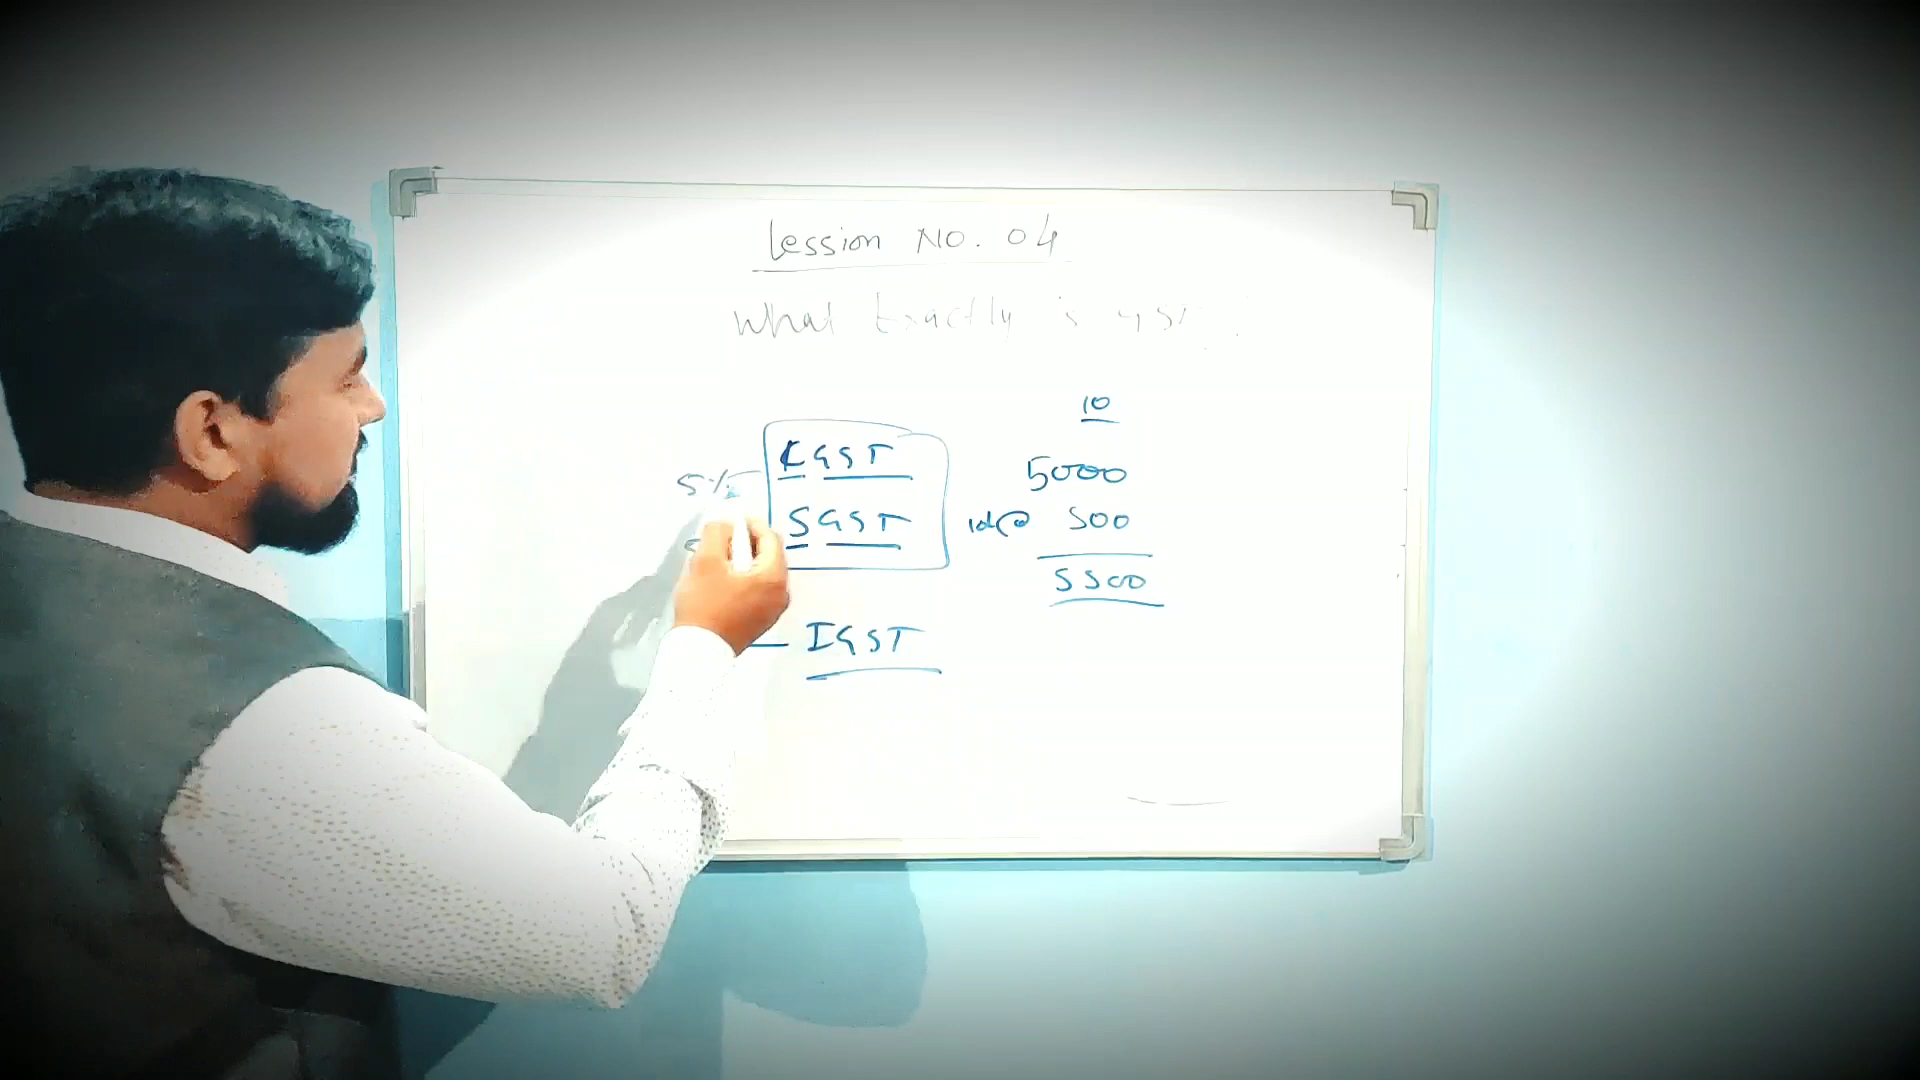 Lession No. 04
What Exactly is GST
10
5% CGST 5000
SGST 10% 500
5500
IGST